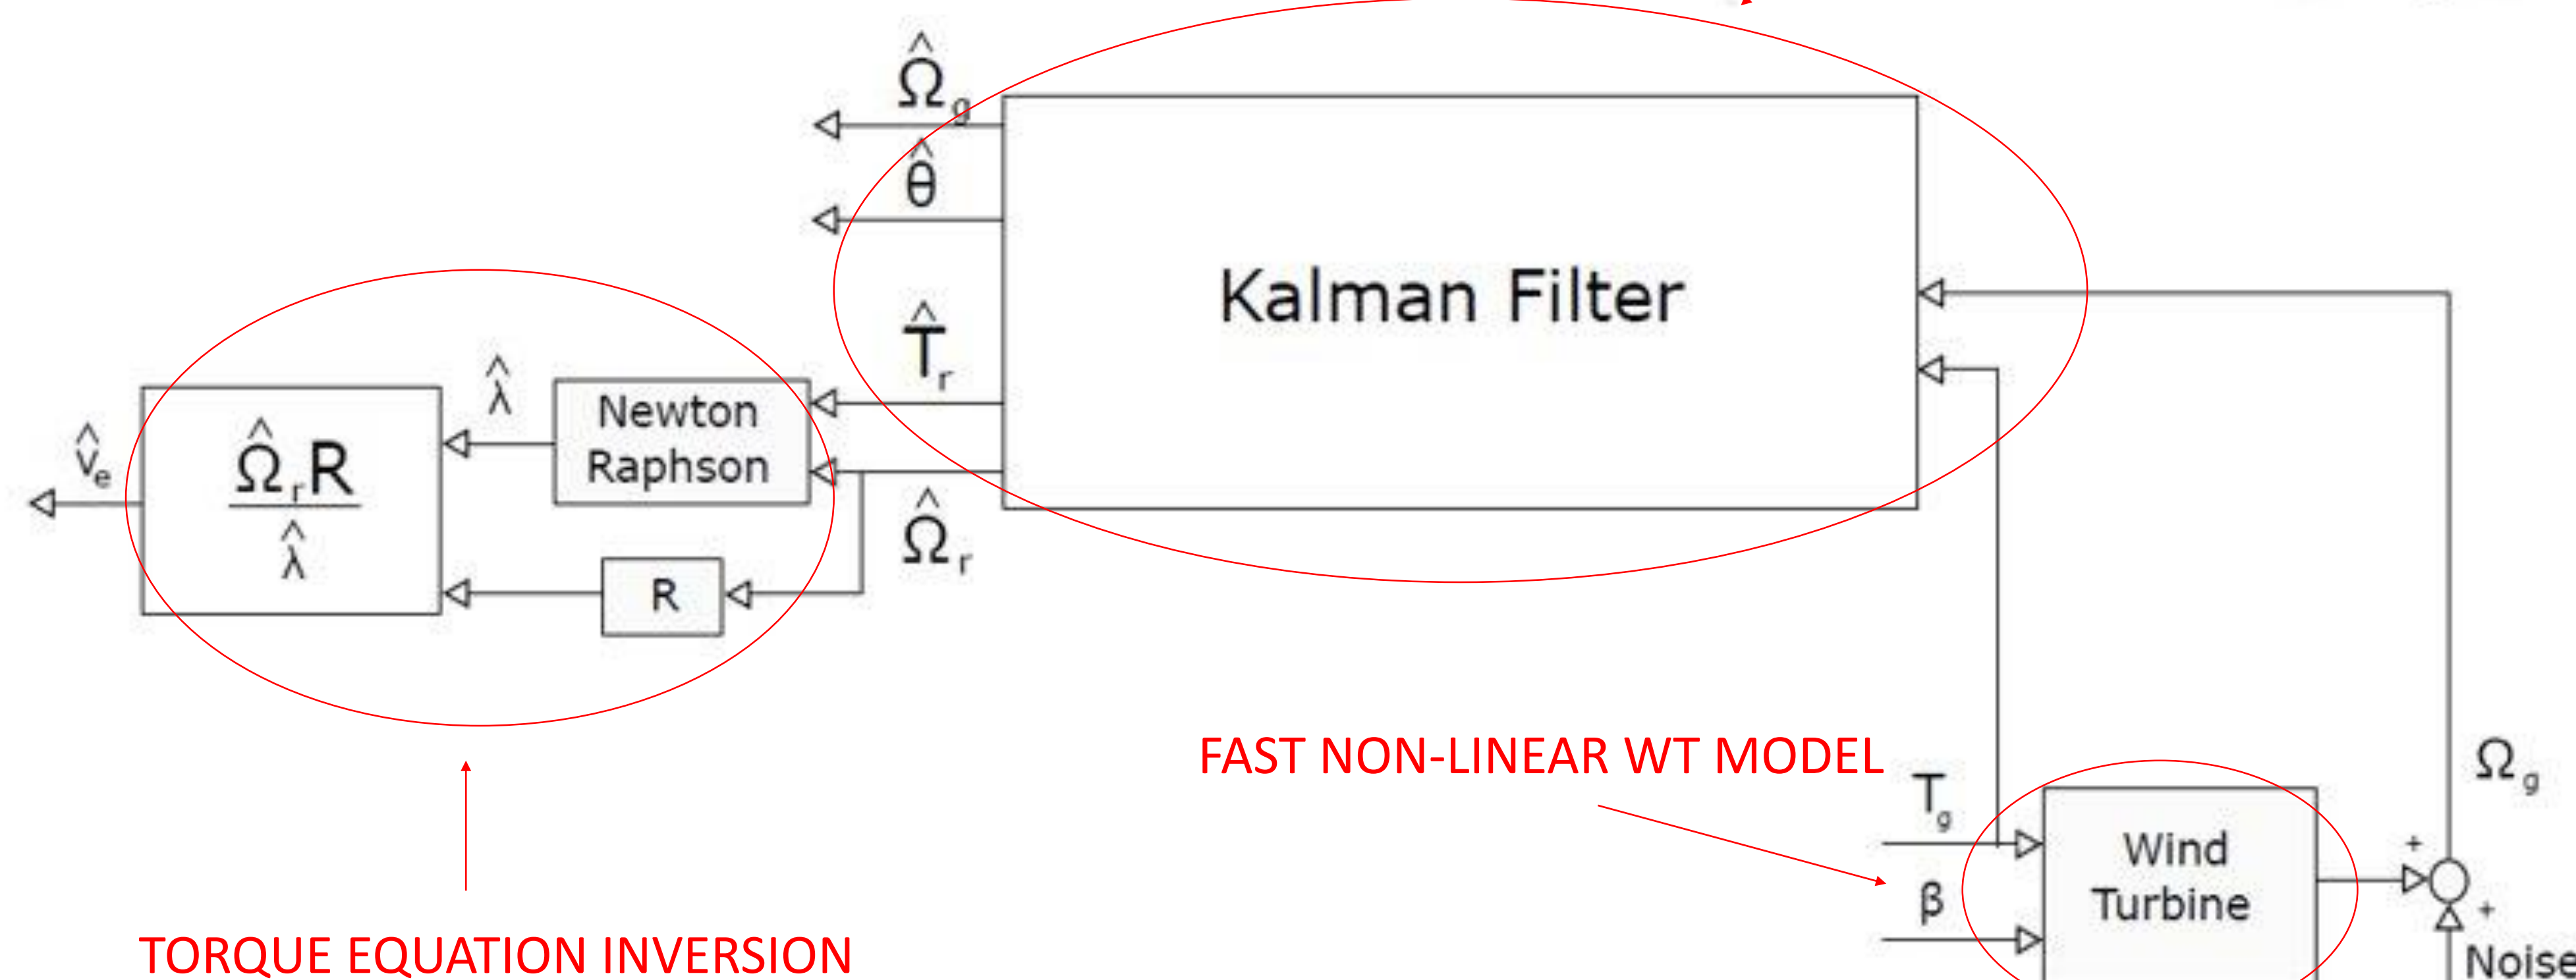 Ω̂g
θ̂
Kalman Filter
T̂r
λ̂
Newton
Raphson
v̂e
Ω̂rR
λ̂
Ω̂r
R
FAST NON-LINEAR WT MODEL
Ωg
Tg
+
Wind
Turbine
β
+
Noise
TORQUE EQUATION INVERSION